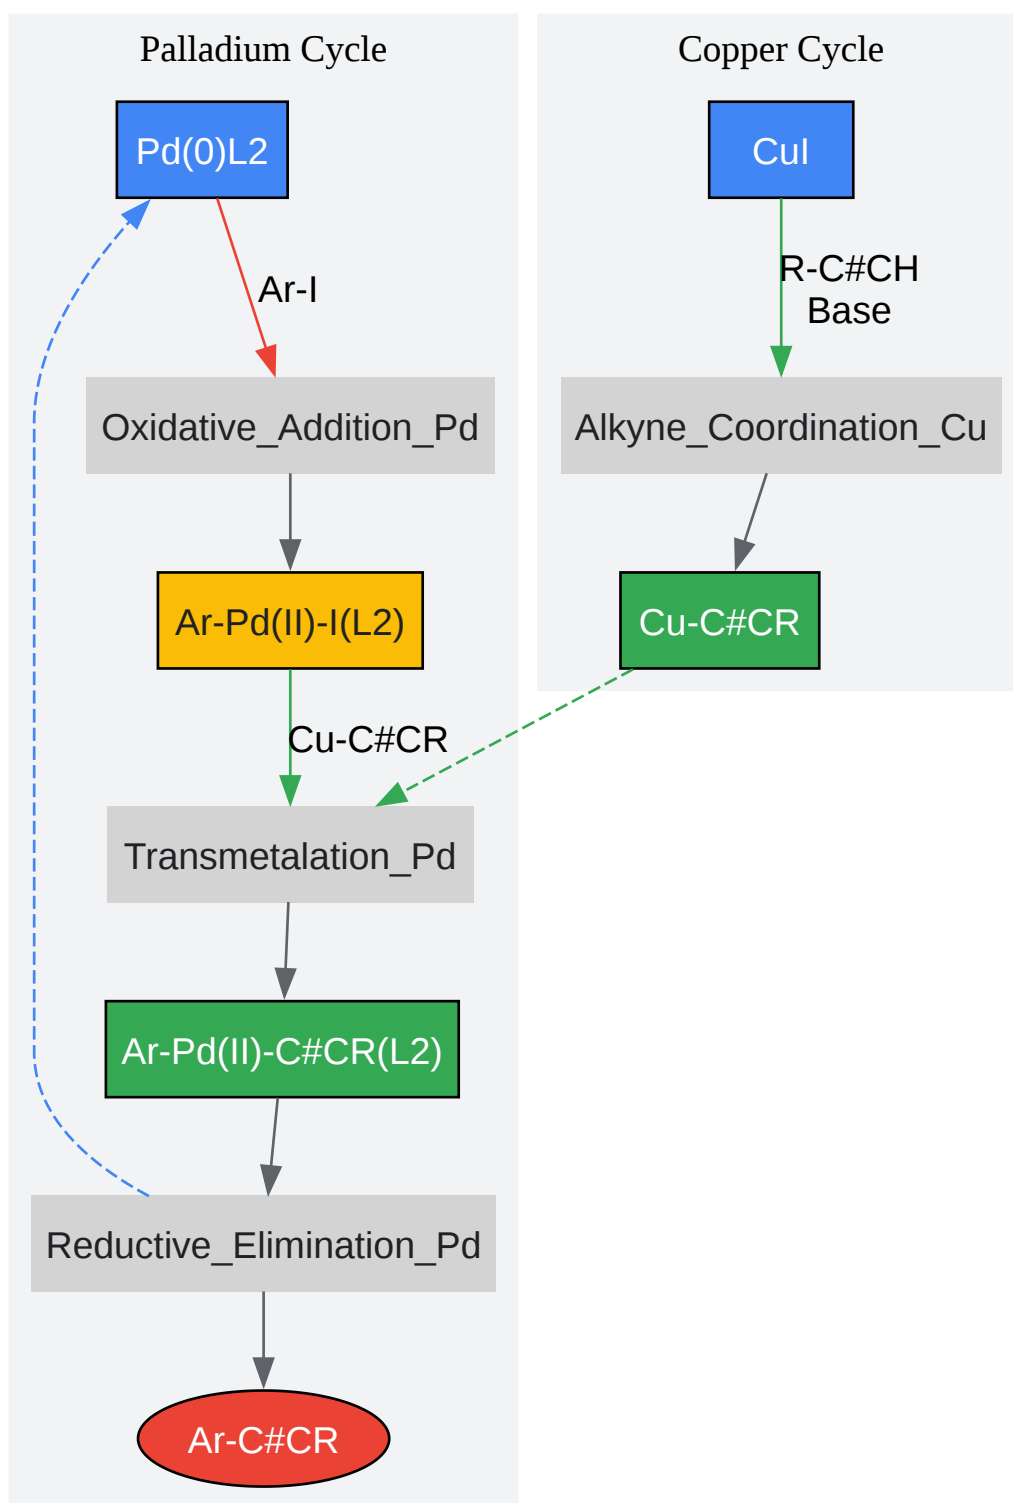 Palladium Cycle
Pd(0)L2
Ar-I
Oxidative_Addition_Pd
Ar-Pd(II)-I(L2)
Cu-C#CR
Transmetalation_Pd
Ar-Pd(II)-C#CR(L2)
Reductive_Elimination_Pd
Ar-C#CR
Copper Cycle
CuI
R-C#CH
Base
Alkyne_Coordination_Cu
Cu-C#CR